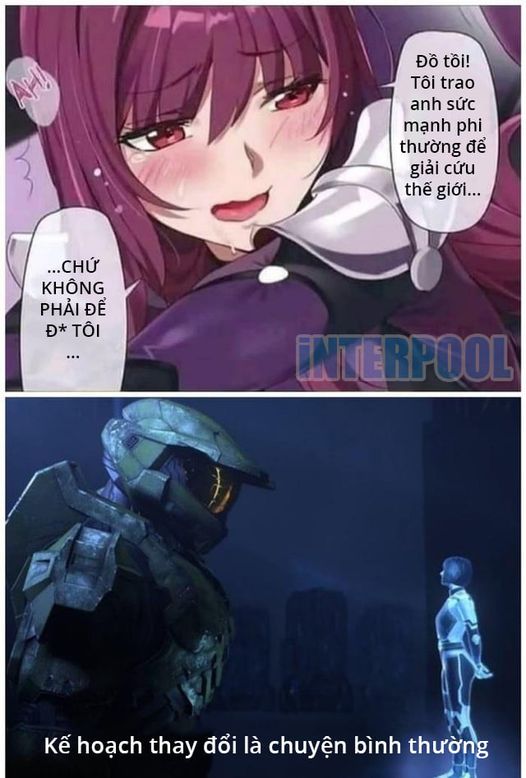 AH!!
Đồ tồi!
Tôi trao
anh sức
mạnh phi
thường để
giải cứu
thế giới...
...CHỨ
KHÔNG
PHẢI ĐỂ
Đ* TÔI
...
iNTERPOOL
Kế hoạch thay đổi là chuyện bình thường